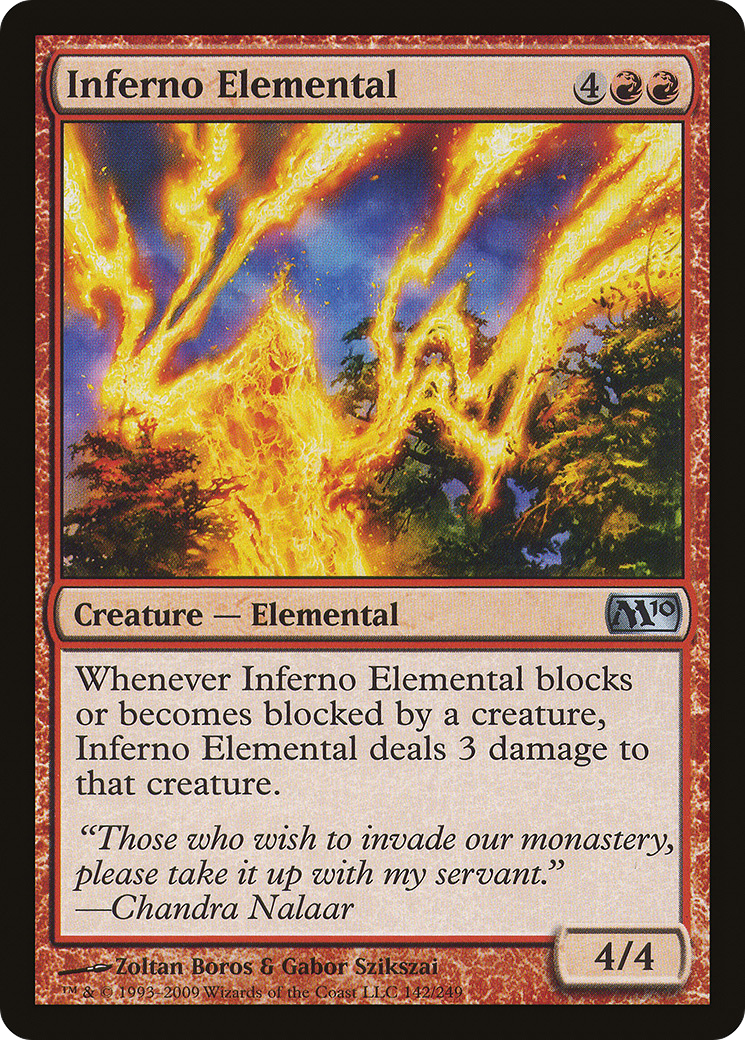 Inferno Elemental 4
M10
Creature — Elemental
Whenever Inferno Elemental blocks
or becomes blocked by a creature,
Inferno Elemental deals 3 damage to
that creature.
“Those who wish to invade our monastery,
please take it up with my servant.”
—Chandra Nalaar
4/4
Zoltan Boros & Gabor Szikszai
™ & © 1993–2009 Wizards of the Coast LLC 142/249